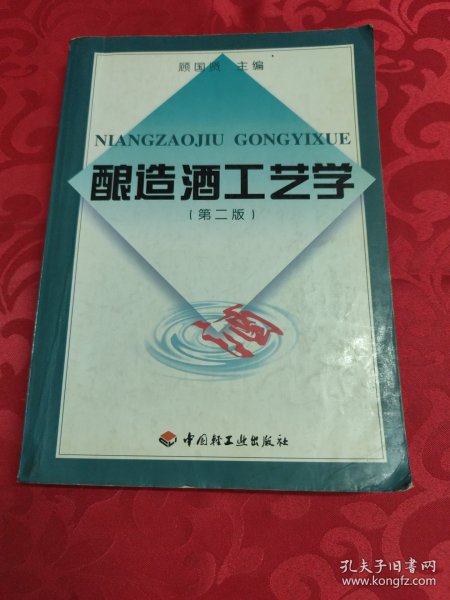 顾国贤 主编
NIANGZAOJIU GONGYIXUE
酿造酒工艺学
(第二版)
酒
中国轻工业出版社
孔夫子旧书网
www.kongfz.com